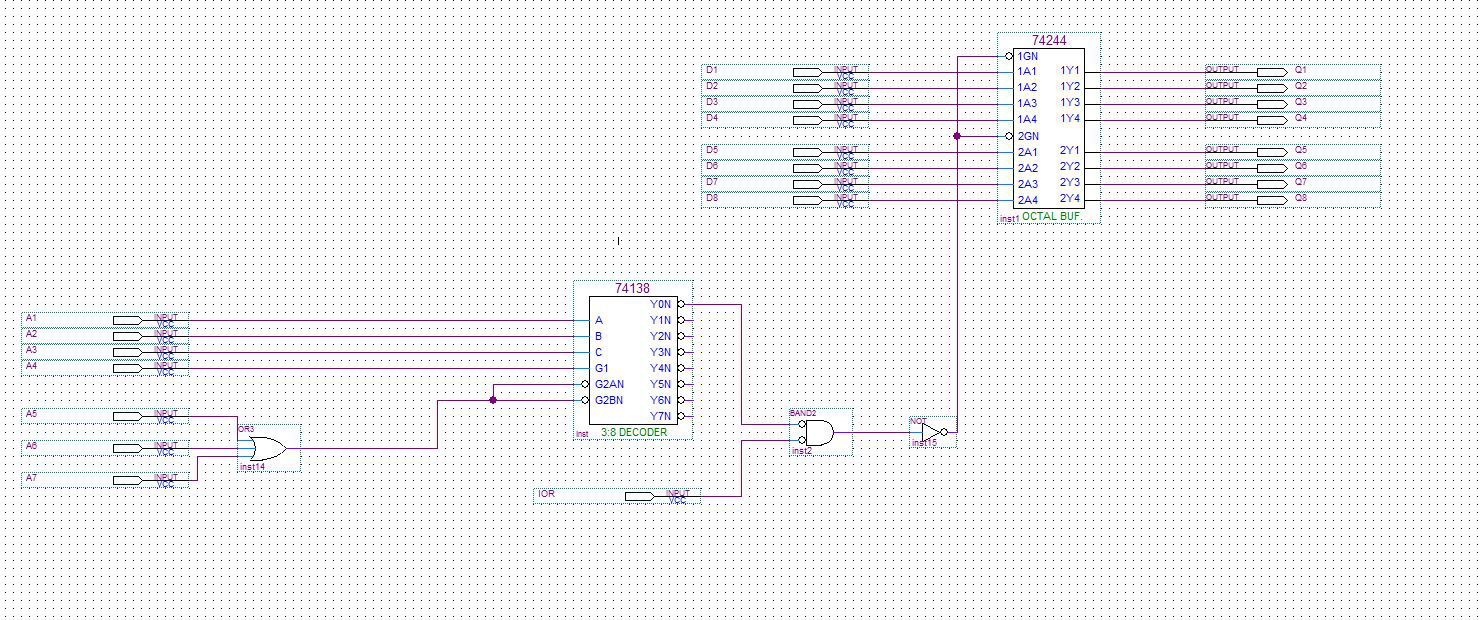 74244
1GN
D1 INPUT VCC 1A1 1Y1 OUTPUT Q1
D2 INPUT VCC 1A2 1Y2 OUTPUT Q2
D3 INPUT VCC 1A3 1Y3 OUTPUT Q3
D4 INPUT VCC 1A4 1Y4 OUTPUT Q4
2GN
D5 INPUT VCC 2A1 2Y1 OUTPUT Q5
D6 INPUT VCC 2A2 2Y2 OUTPUT Q6
D7 INPUT VCC 2A3 2Y3 OUTPUT Q7
D8 INPUT VCC 2A4 2Y4 OUTPUT Q8
inst1 OCTAL BUF.
74138
Y0N
A1 INPUT VCC A Y1N
A2 INPUT VCC B Y2N
A3 INPUT VCC C Y3N
A4 INPUT VCC G1 Y4N
G2AN Y5N
G2BN Y6N
Y7N
inst 3:8 DECODER
A5 INPUT VCC
OR3
A6 INPUT VCC
inst14
A7 INPUT VCC
BAND2
inst2
NOT
inst15
IOR INPUT VCC